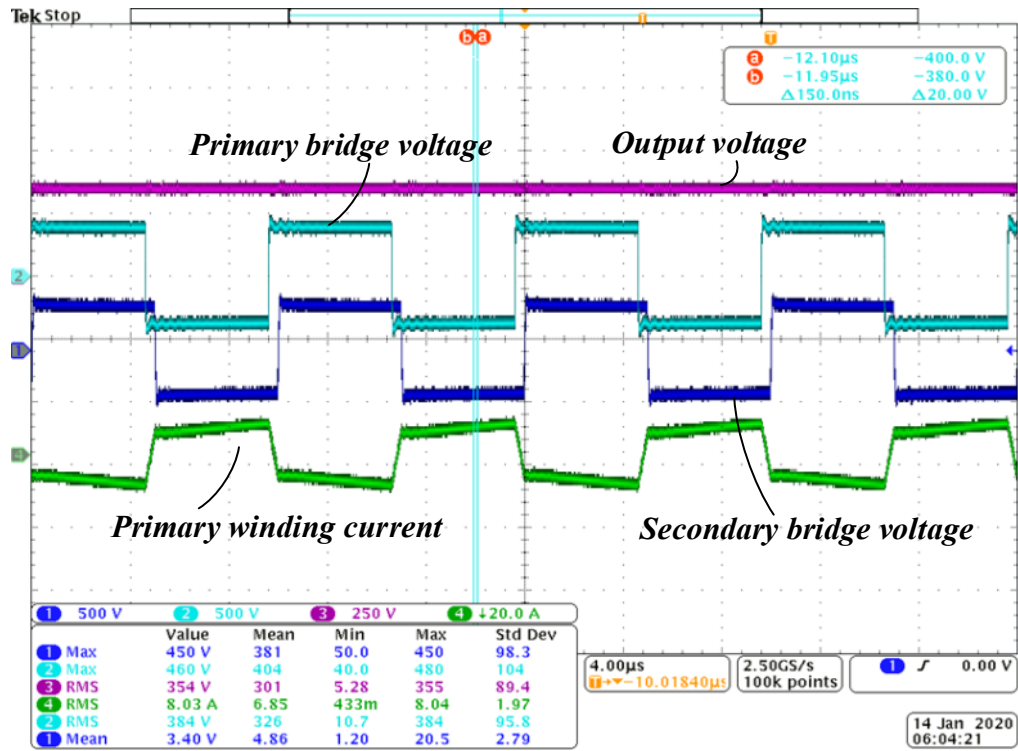 Tek Stop
T
b a
T
a -12.10µs -400.0 V
b -11.95µs -380.0 V
Δ150.0ns Δ20.00 V
Primary bridge voltage
Output voltage
2
1
4
Primary winding current
Secondary bridge voltage
1 500 V 2 500 V 3 250 V 4 ↓20.0 A
Value Mean Min Max Std Dev
1 Max 450 V 381 50.0 450 98.3
2 Max 460 V 404 40.0 480 104
3 RMS 354 V 301 5.28 355 89.4
4 RMS 8.03 A 6.85 433m 8.04 1.97
2 RMS 384 V 326 10.7 384 95.8
1 Mean 3.40 V 4.86 1.20 20.5 2.79
4.00µs
T→▼-10.01840µs
2.50GS/s
100k points
1 ƒ 0.00 V
14 Jan 2020
06:04:21